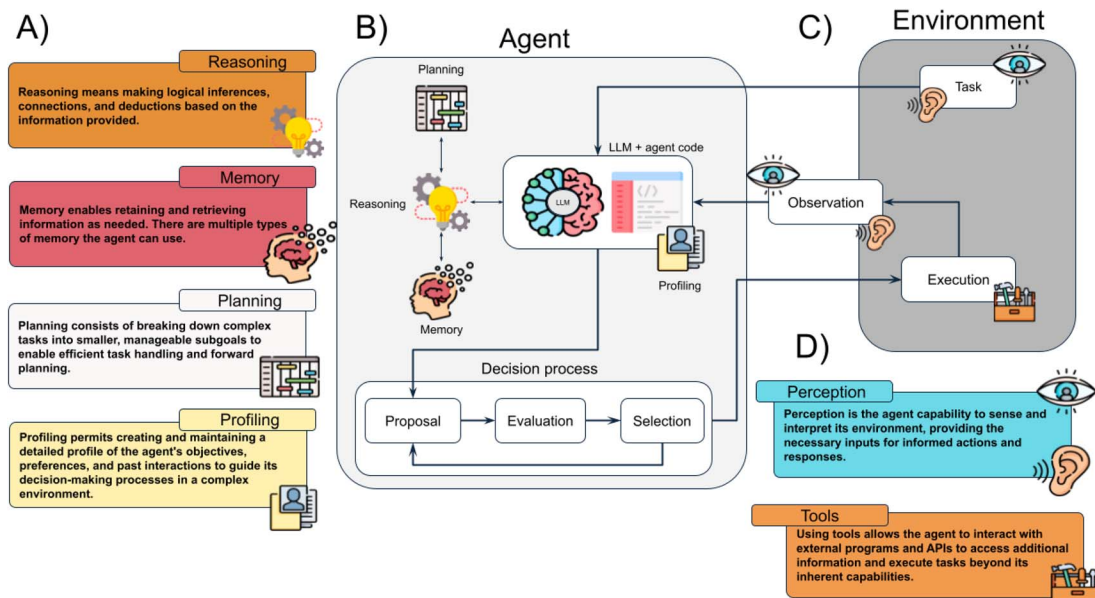 A)
Reasoning
Reasoning means making logical inferences,
connections, and deductions based on the
information provided.
Memory
Memory enables retaining and retrieving
information as needed. There are multiple types
of memory the agent can use.
Planning
Planning consists of breaking down complex
tasks into smaller, manageable subgoals to
enable efficient task handling and forward
planning.
Profiling
Profiling permits creating and maintaining a
detailed profile of the agent's objectives,
preferences, and past interactions to guide its
decision-making processes in a complex
environment.
B)
Agent
Planning
LLM + agent code
Reasoning
LLM
</>
Profiling
Memory
Decision process
Proposal
Evaluation
Selection
C)
Environment
Task
Observation
Execution
D)
Perception
Perception is the agent capability to sense and
interpret its environment, providing the
necessary inputs for informed actions and
responses.
Tools
Using tools allows the agent to interact with
external programs and APIs to access additional
information and execute tasks beyond its
inherent capabilities.